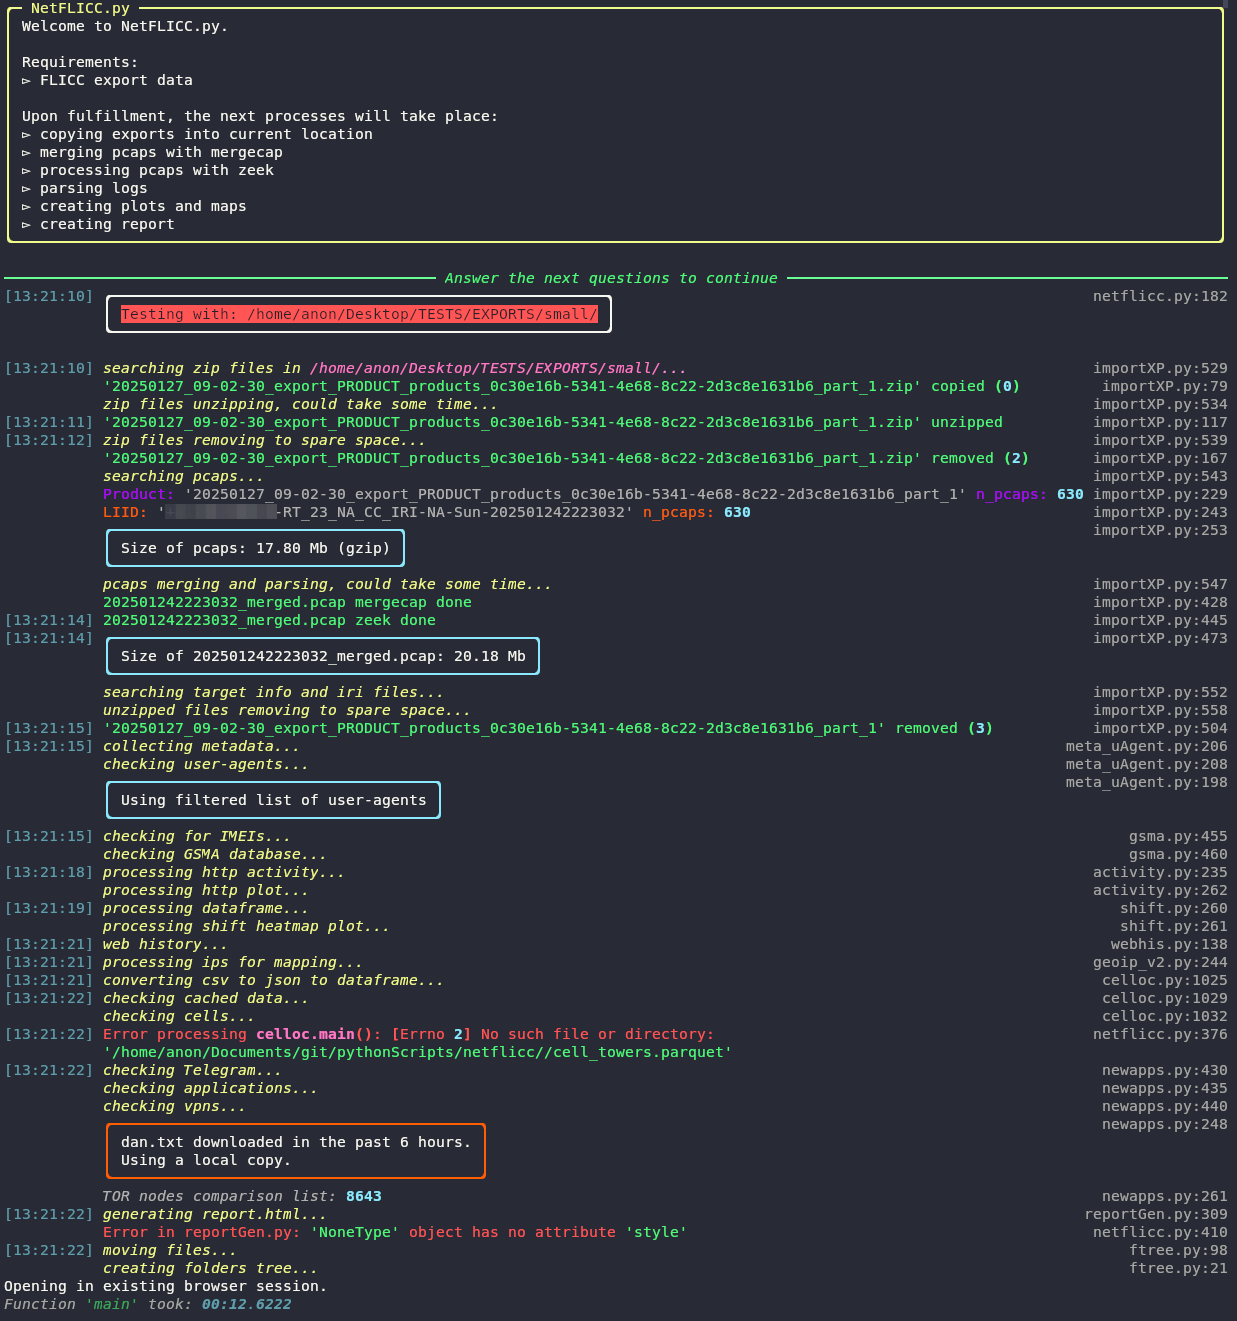 NetFLICC.py
Welcome to NetFLICC.py.
Requirements:
▻ FLICC export data
Upon fulfillment, the next processes will take place:
▻ copying exports into current location
▻ merging pcaps with mergecap
▻ processing pcaps with zeek
▻ parsing logs
▻ creating plots and maps
▻ creating report
Answer the next questions to continue
[13:21:10] netflicc.py:182
Testing with: /home/anon/Desktop/TESTS/EXPORTS/small/
[13:21:10] searching zip files in /home/anon/Desktop/TESTS/EXPORTS/small/... importXP.py:529
'20250127_09-02-30_export_PRODUCT_products_0c30e16b-5341-4e68-8c22-2d3c8e1631b6_part_1.zip' copied (0) importXP.py:79
zip files unzipping, could take some time... importXP.py:534
[13:21:11] '20250127_09-02-30_export_PRODUCT_products_0c30e16b-5341-4e68-8c22-2d3c8e1631b6_part_1.zip' unzipped importXP.py:117
[13:21:12] zip files removing to spare space... importXP.py:539
'20250127_09-02-30_export_PRODUCT_products_0c30e16b-5341-4e68-8c22-2d3c8e1631b6_part_1.zip' removed (2) importXP.py:167
searching pcaps... importXP.py:543
Product: '20250127_09-02-30_export_PRODUCT_products_0c30e16b-5341-4e68-8c22-2d3c8e1631b6_part_1' n_pcaps: 630 importXP.py:229
LIID: '-RT_23_NA_CC_IRI-NA-Sun-202501242223032' n_pcaps: 630 importXP.py:243
importXP.py:253
Size of pcaps: 17.80 Mb (gzip)
pcaps merging and parsing, could take some time... importXP.py:547
202501242223032_merged.pcap mergecap done importXP.py:428
[13:21:14] 202501242223032_merged.pcap zeek done importXP.py:445
[13:21:14] importXP.py:473
Size of 202501242223032_merged.pcap: 20.18 Mb
searching target info and iri files... importXP.py:552
unzipped files removing to spare space... importXP.py:558
[13:21:15] '20250127_09-02-30_export_PRODUCT_products_0c30e16b-5341-4e68-8c22-2d3c8e1631b6_part_1' removed (3) importXP.py:504
[13:21:15] collecting metadata... meta_uAgent.py:206
checking user-agents... meta_uAgent.py:208
meta_uAgent.py:198
Using filtered list of user-agents
[13:21:15] checking for IMEIs... gsma.py:455
checking GSMA database... gsma.py:460
[13:21:18] processing http activity... activity.py:235
processing http plot... activity.py:262
[13:21:19] processing dataframe... shift.py:260
processing shift heatmap plot... shift.py:261
[13:21:21] web history... webhis.py:138
[13:21:21] processing ips for mapping... geoip_v2.py:244
[13:21:21] converting csv to json to dataframe... celloc.py:1025
[13:21:22] checking cached data... celloc.py:1029
checking cells... celloc.py:1032
[13:21:22] Error processing celloc.main(): [Errno 2] No such file or directory: netflicc.py:376
'/home/anon/Documents/git/pythonScripts/netflicc//cell_towers.parquet'
[13:21:22] checking Telegram... newapps.py:430
checking applications... newapps.py:435
checking vpns... newapps.py:440
newapps.py:248
dan.txt downloaded in the past 6 hours.
Using a local copy.
TOR nodes comparison list: 8643 newapps.py:261
[13:21:22] generating report.html... reportGen.py:309
Error in reportGen.py: 'NoneType' object has no attribute 'style' netflicc.py:410
[13:21:22] moving files... ftree.py:98
creating folders tree... ftree.py:21
Opening in existing browser session.
Function 'main' took: 00:12.6222